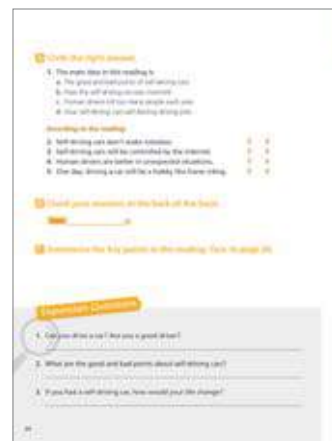 Circle the right answer.
1. The main idea in this reading is
a. The good and bad points of self-driving cars
b. How the self-driving car was invented
c. Human drivers kill too many people each year
d. How self-driving cars will destroy driving jobs
According to the reading:
2. Self-driving cars don't make mistakes. T F
3. Self-driving cars will be controlled by the internet. T F
4. Human drivers are better in unexpected situations. T F
5. One day, driving a car will be a hobby, like horse riding. T F
Check your answers at the back of the book.
Summarize the key points in the reading. Turn to page
Expansion Questions
1. Can you drive a car? Are you a good driver?
2. What are the good and bad points about self-driving cars?
3. If you had a self-driving car, how would your life change?